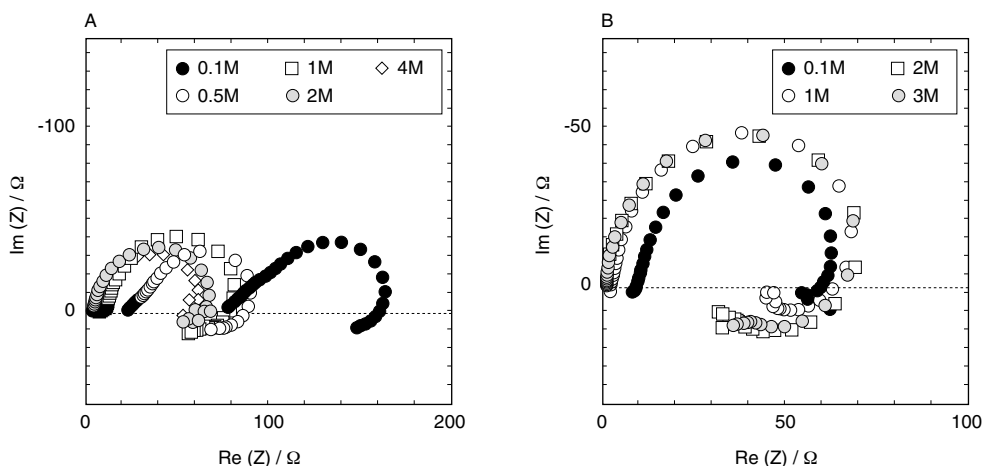 A
0.1M 1M 4M
0.5M 2M
-100
0
Im (Z) / Ω
0 100 200
Re (Z) / Ω
B
0.1M 2M
1M 3M
-50
0
Im (Z) / Ω
0 50 100
Re (Z) / Ω